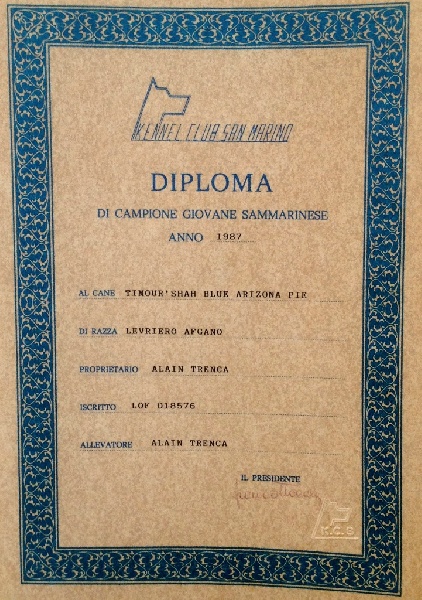 KENNEL CLUB SAN MARINO
DIPLOMA
DI CAMPIONE GIOVANE SAMMARINESE
ANNO 1987
AL CANE TIMOUR'SHAH BLUE ARIZONA PIE
DI RAZZA LEVRIERO AFGANO
PROPRIETARIO ALAIN TRENCA
ISCRITTO LOF 018576
ALLEVATORE ALAIN TRENCA
IL PRESIDENTE